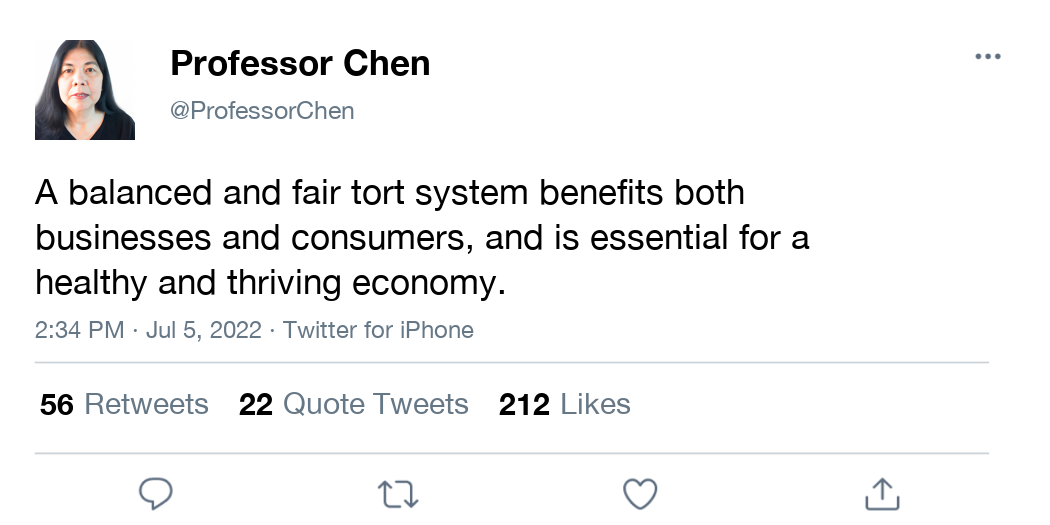 Professor Chen
@ProfessorChen
A balanced and fair tort system benefits both
businesses and consumers, and is essential for a
healthy and thriving economy.
2:34 PM · Jul 5, 2022 · Twitter for iPhone
56 Retweets 22 Quote Tweets 212 Likes